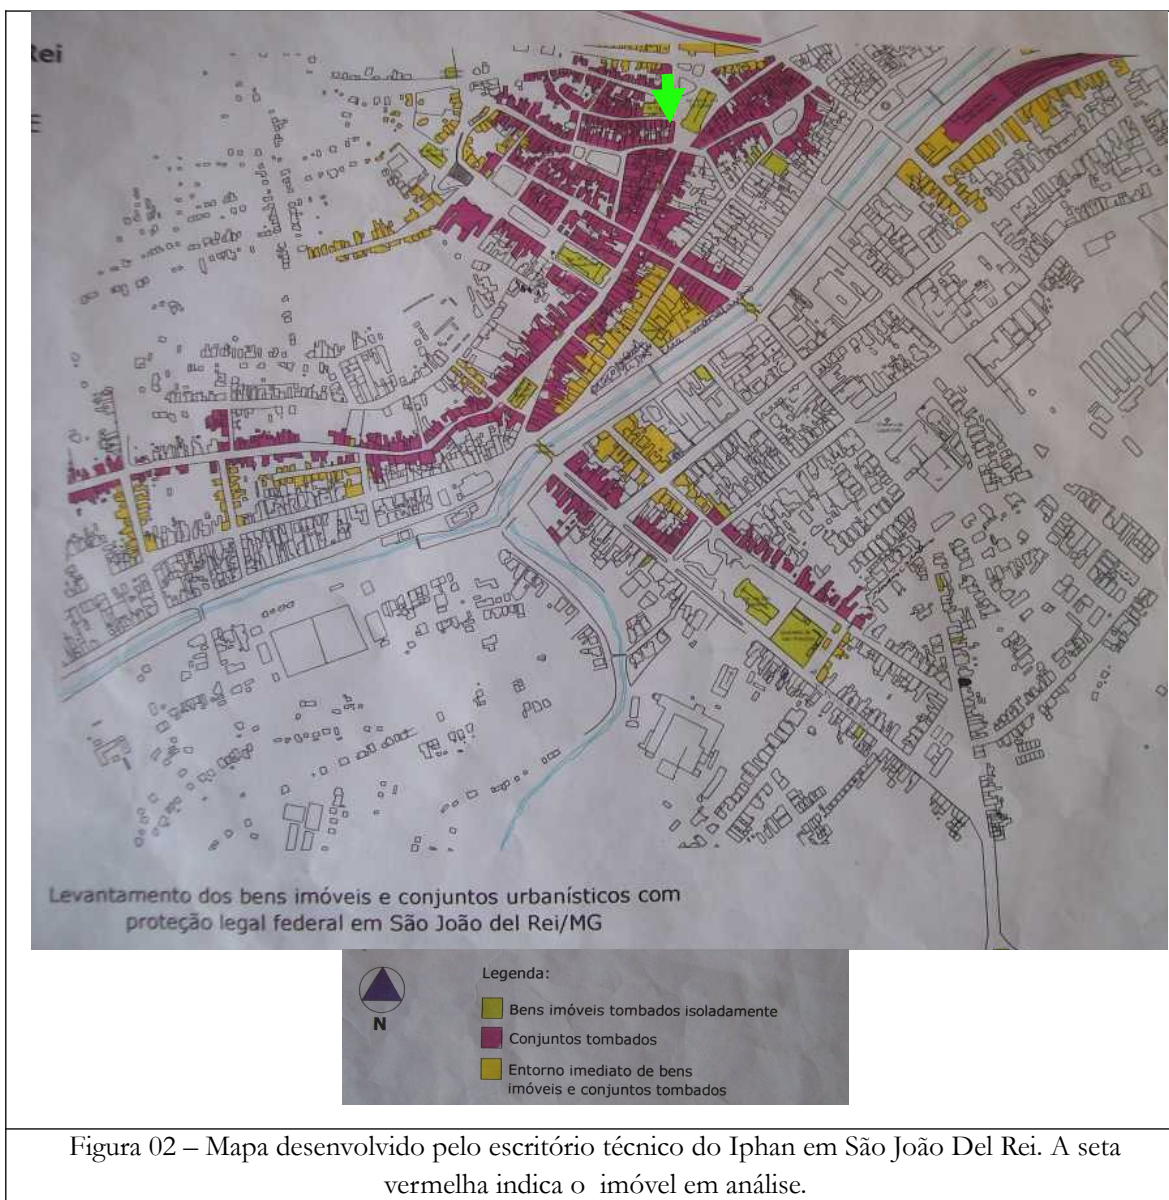 Rei
E
Levantamento dos bens imóveis e conjuntos urbanísticos com
proteção legal federal em São João del Rei/MG
N
Legenda:
Bens imóveis tombados isoladamente
Conjuntos tombados
Entorno imediato de bens
imóveis e conjuntos tombados
Figura 02 – Mapa desenvolvido pelo escritório técnico do Iphan em São João Del Rei. A seta
vermelha indica o imóvel em análise.